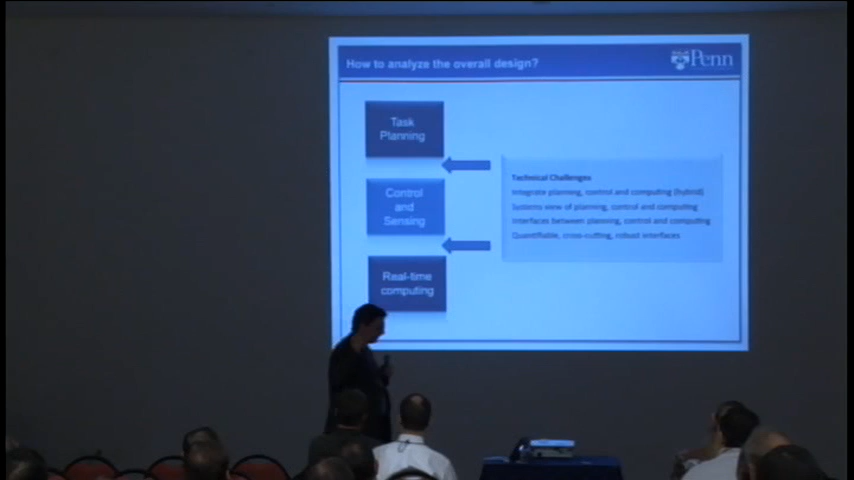 How to analyze the overall design?
Penn
Task
Planning
Control
and
Sensing
Real-time
computing
Technical Challenges
Integrate planning, control and computing (hybrid)
Systems view of planning, control and computing
Interfaces between planning, control and computing
Quantifiable, cross-cutting, robust interfaces